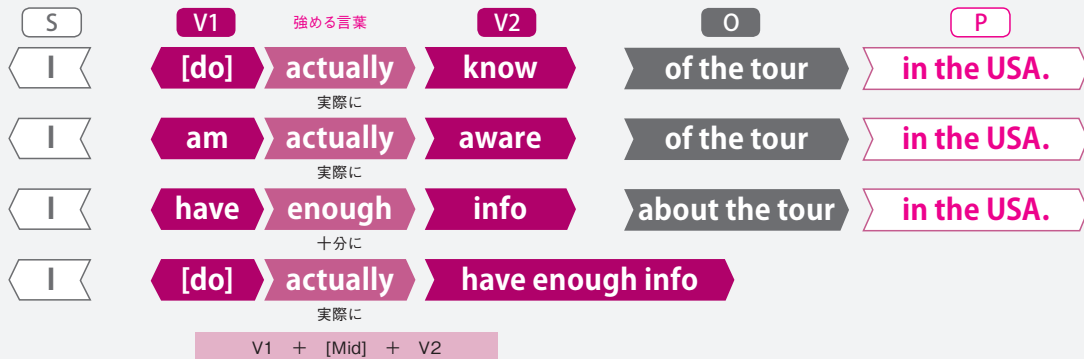 S V1 強める言葉 V2 O P
I [do] actually know of the tour in the USA.
実際に
I am actually aware of the tour in the USA.
実際に
I have enough info about the tour in the USA.
十分に
I [do] actually have enough info
実際に
V1 + [Mid] + V2